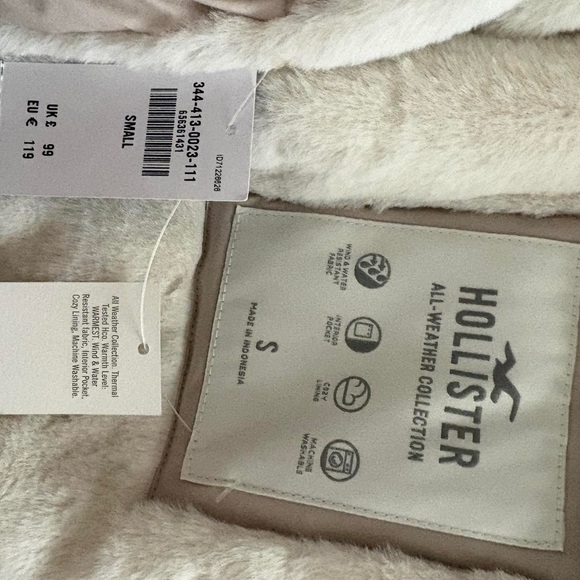 344-413-0023-111
656361431
SMALL
ID71226626
UK £ 99
EU € 119
All Weather Collection. Thermal
Tested Hco. Warmth Level:
WARMEST. Wind & Water
Resistant Fabric, Interior Pocket,
Cozy Lining, Machine Washable.
HOLLISTER
ALL-WEATHER COLLECTION
WIND & WATER
RESISTANT
FABRIC
INTERIOR
POCKET
COZY
LINING
MACHINE
WASHABLE
S
MADE IN INDONESIA